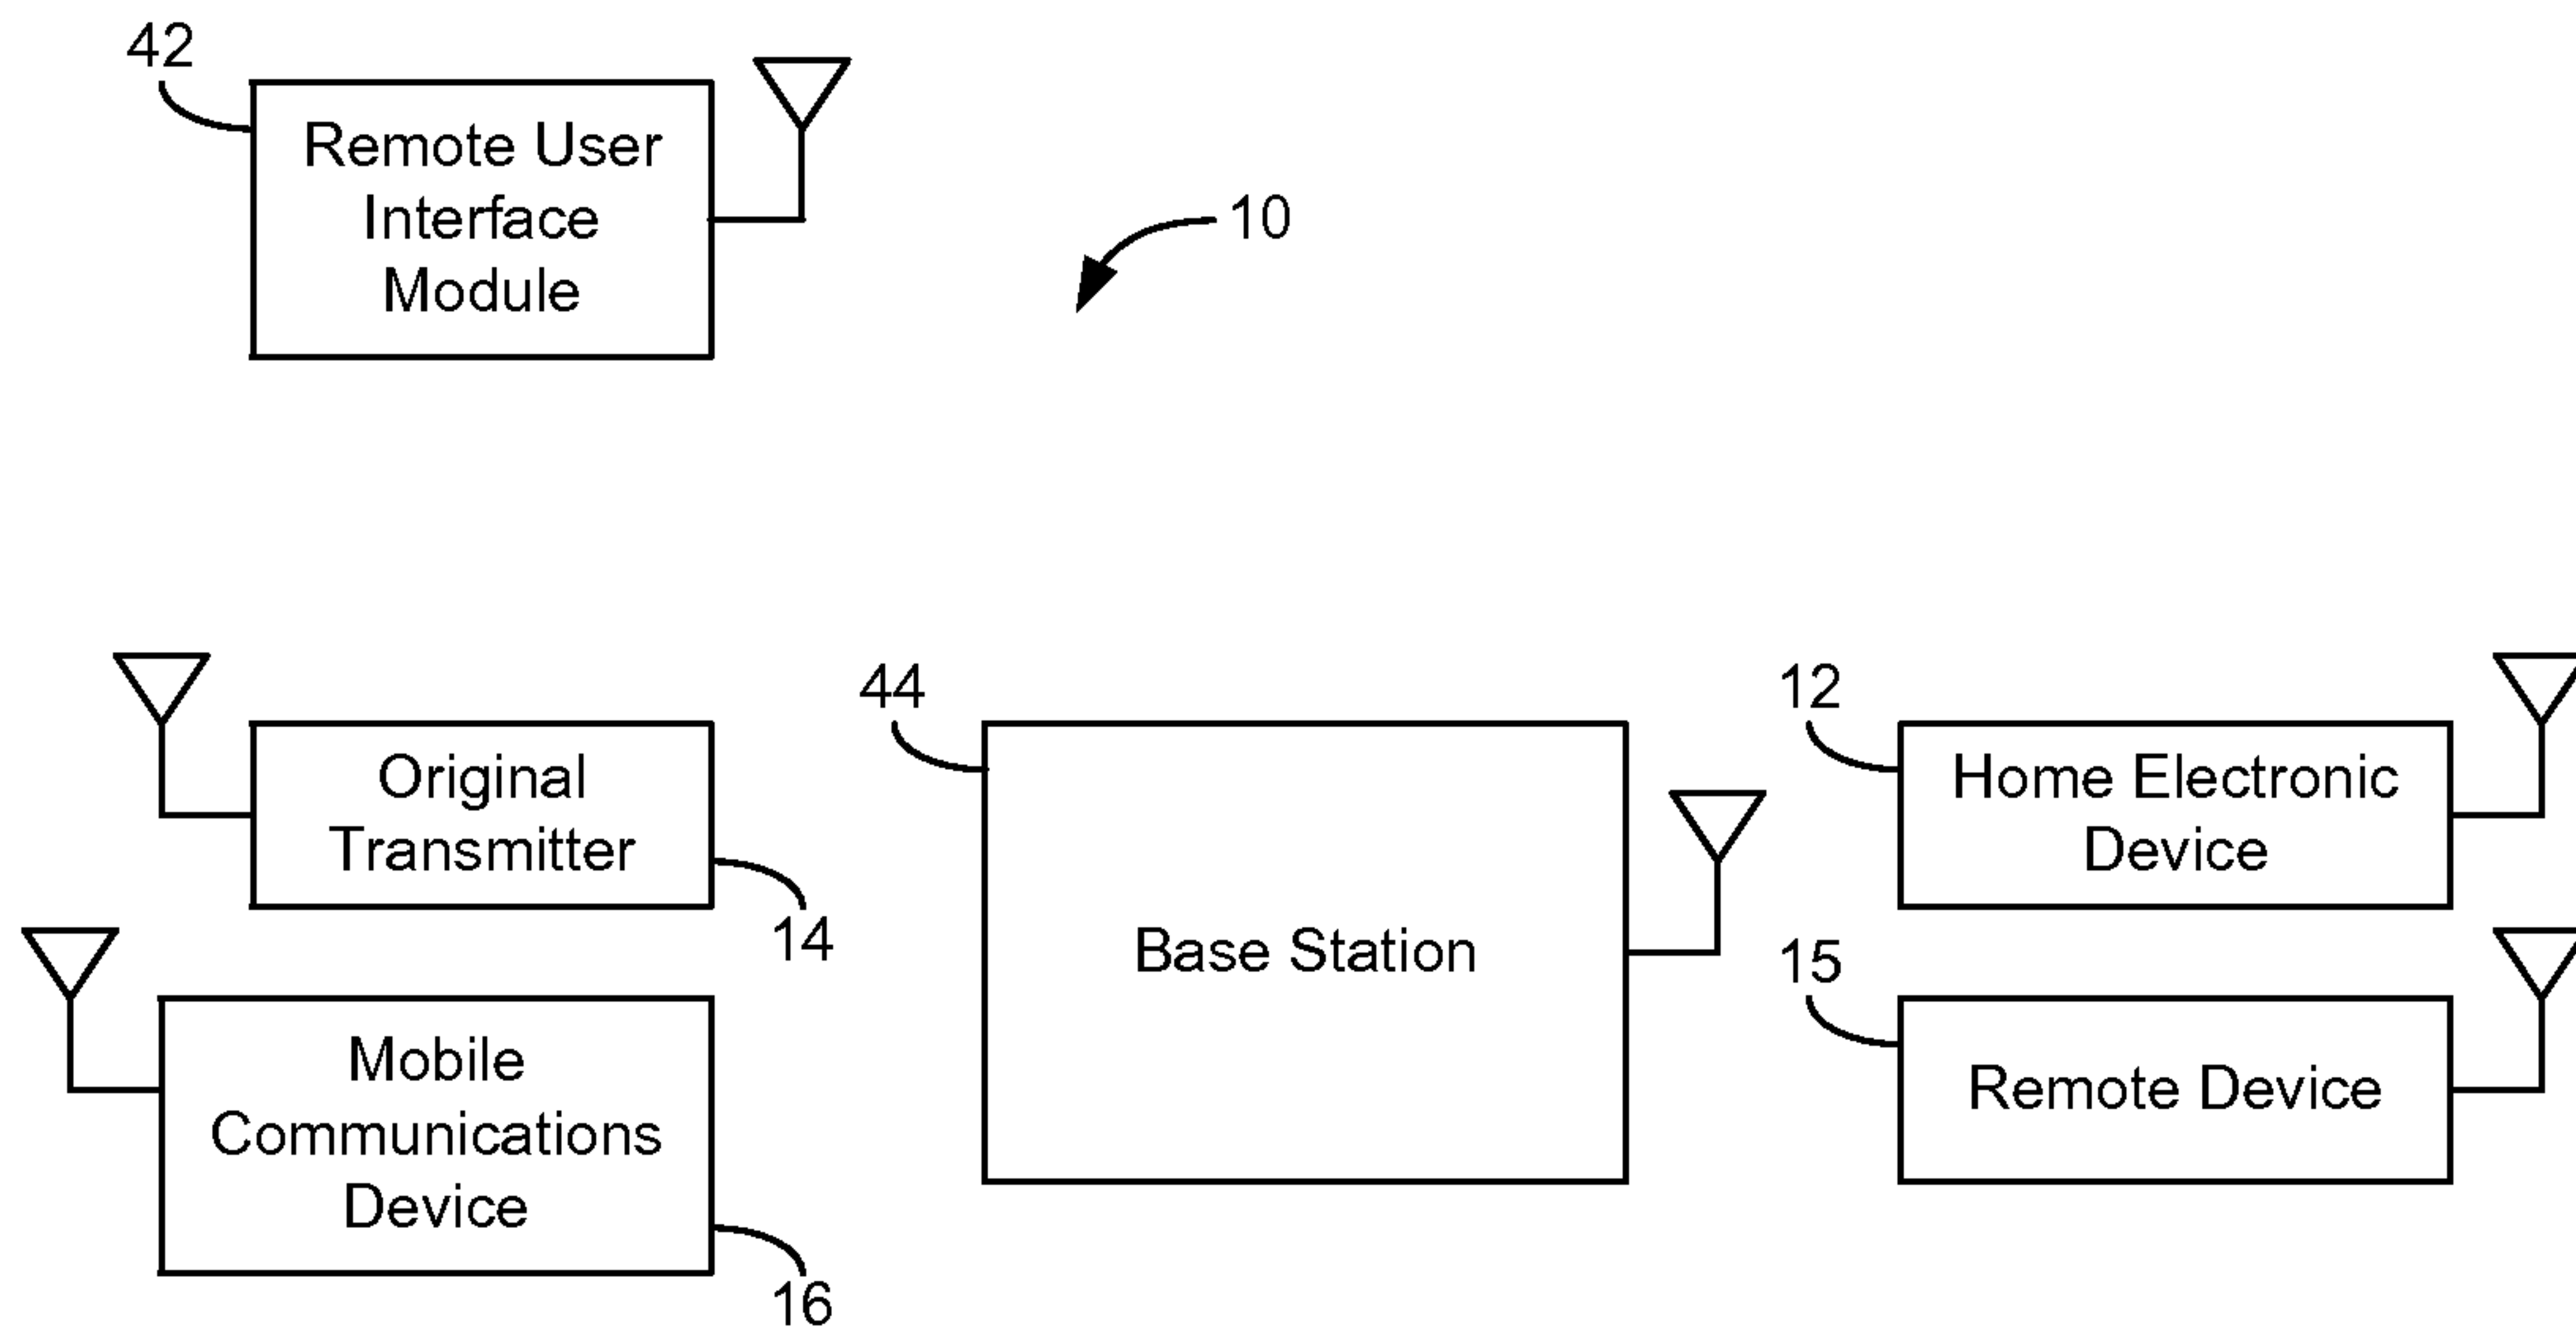 42
Remote User
Interface
Module
10
Original
Transmitter
14
44
Base Station
12
Home Electronic
Device
15
Remote Device
Mobile
Communications
Device
16